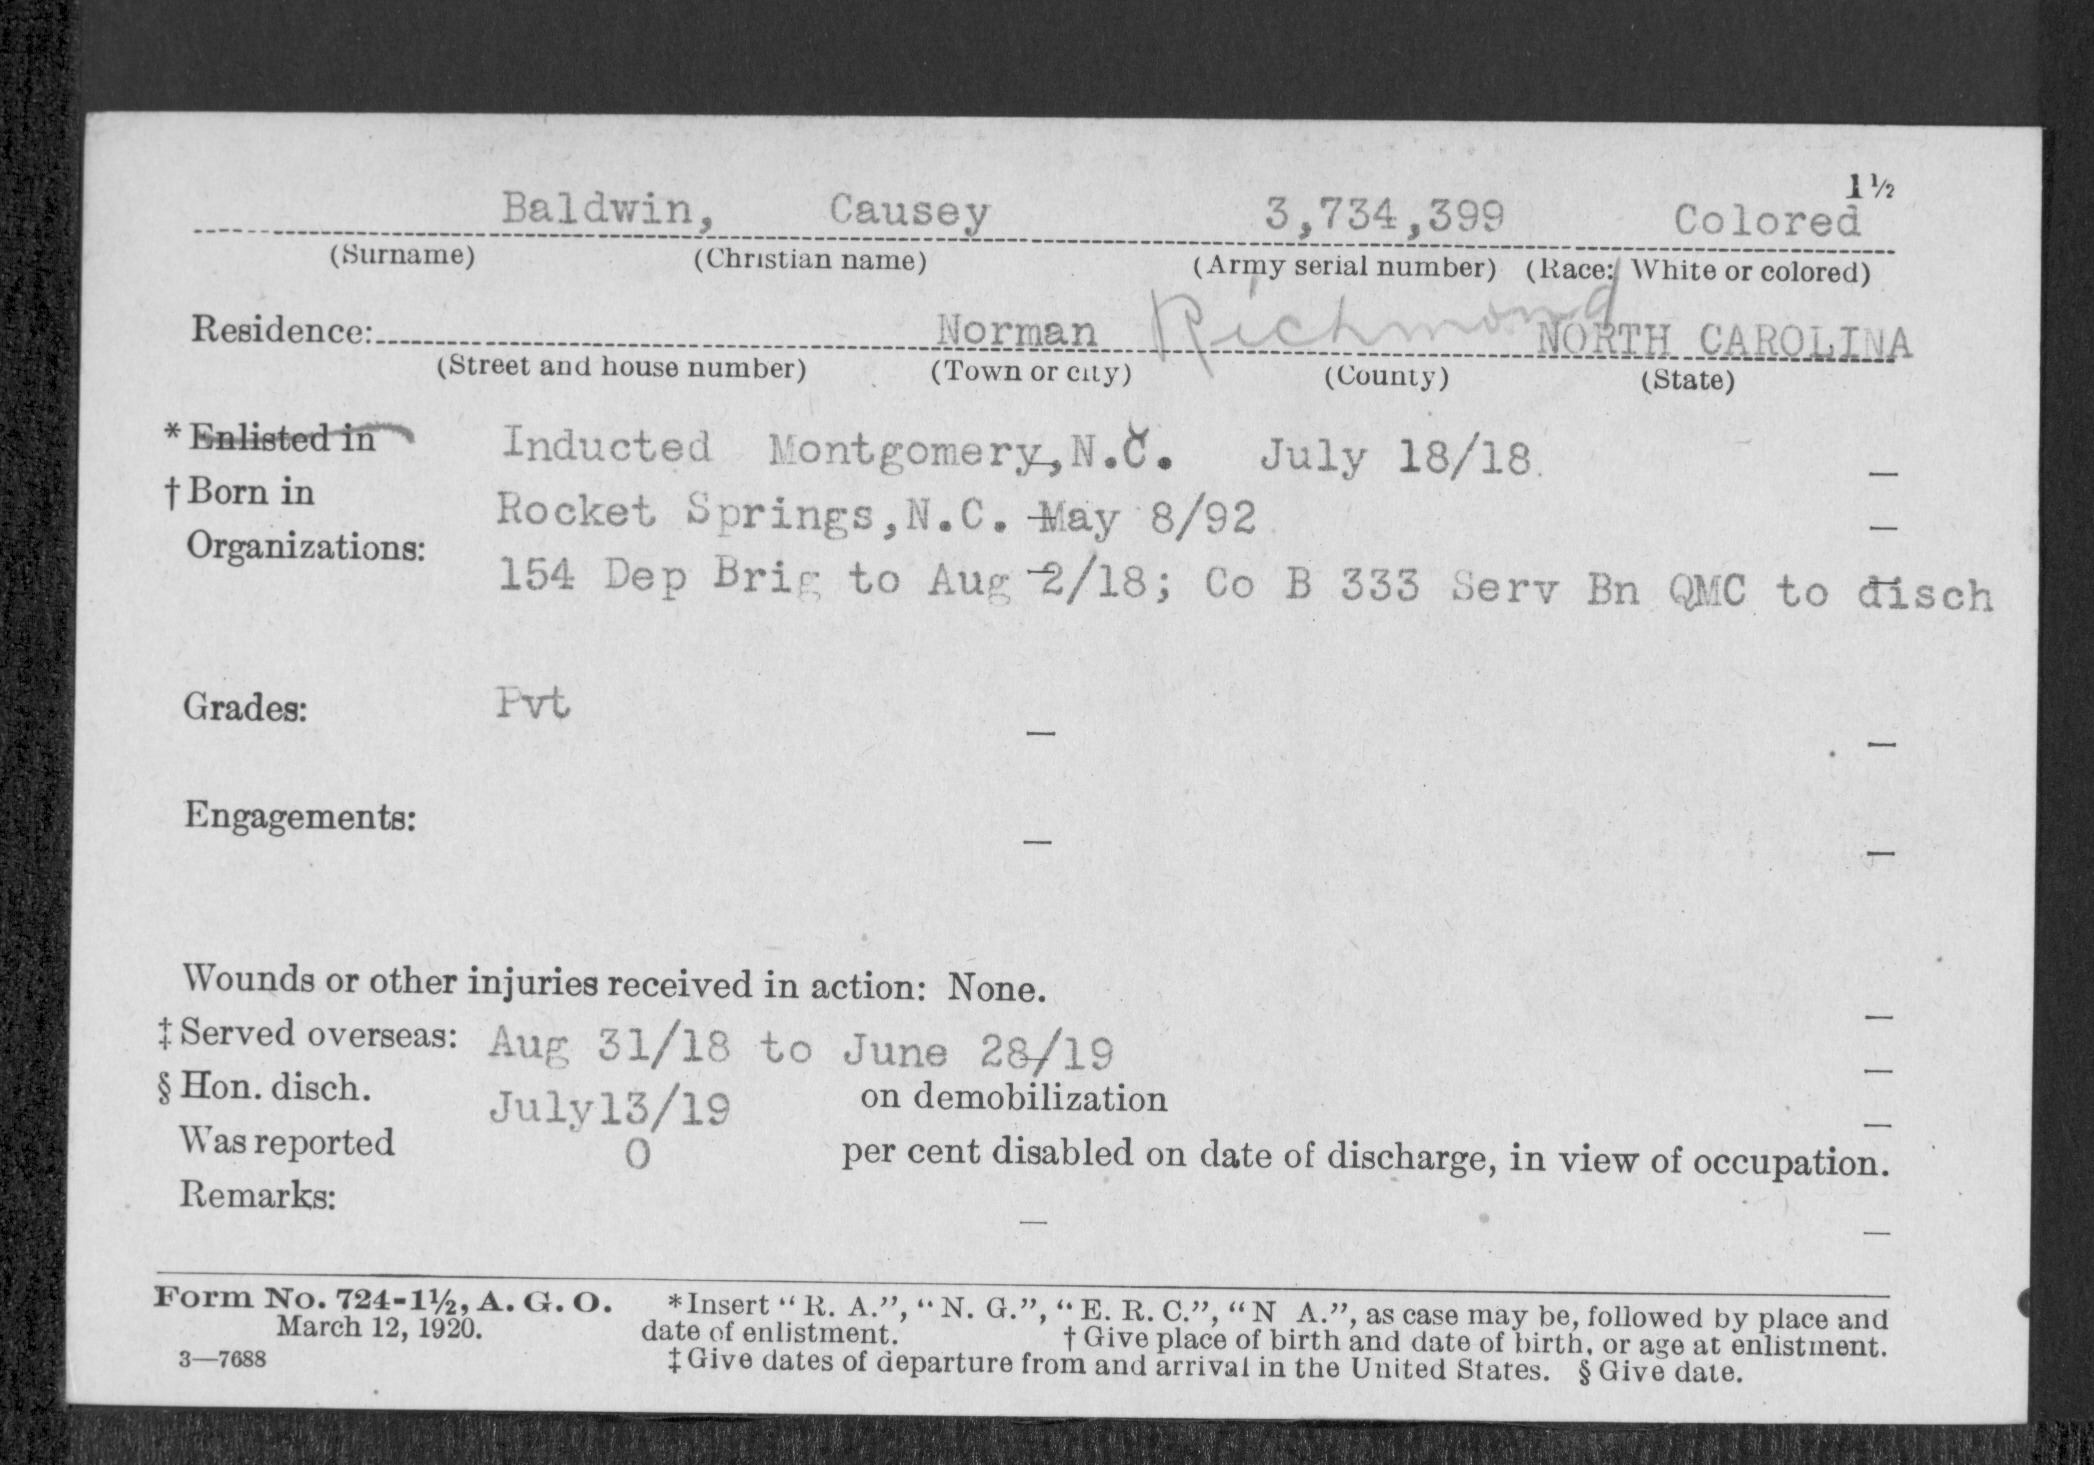 1½
Baldwin, Causey 3,734,399 Colored
(Surname) (Christian name) (Army serial number) (Race: White or colored)
Residence: Norman Richmond NORTH CAROLINA
(Street and house number) (Town or city) (County) (State)
* Enlisted in Inducted Montgomery, N.C. July 18/18 –
† Born in Rocket Springs, N.C. – May 8/92 –
Organizations: 154 Dep Brig to Aug 2/18; Co B 333 Serv Bn QMC to disch
Grades: Pvt – –
Engagements: – –
Wounds or other injuries received in action: None. –
‡ Served overseas: Aug 31/18 to June 28/19 –
§ Hon. disch. July13/19 on demobilization –
Was reported 0 per cent disabled on date of discharge, in view of occupation.
Remarks: – –
Form No. 724-1½, A. G. O. *Insert "R. A.", "N. G.", "E. R. C.", "N A.", as case may be, followed by place and
March 12, 1920. date of enlistment. † Give place of birth and date of birth, or age at enlistment.
3—7688 ‡ Give dates of departure from and arrival in the United States. § Give date.